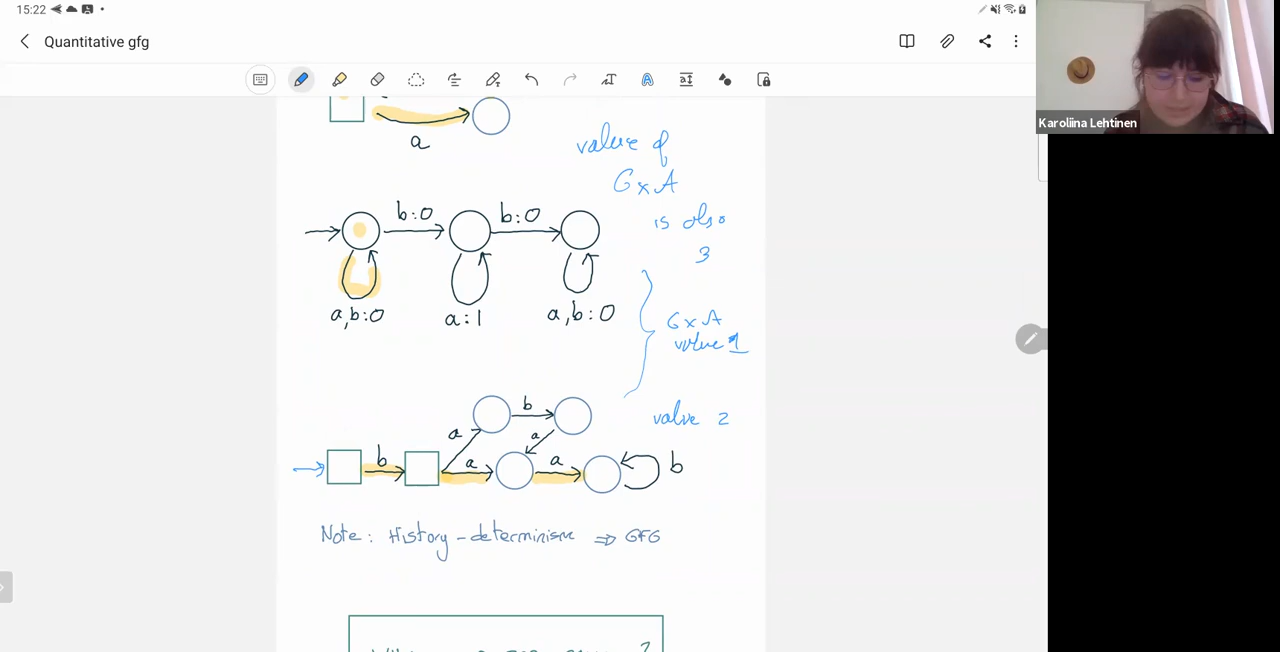 15:22
Quantitative gfg
Karoliina Lehtinen
a
value of
G x A
is also
3
b:0 b:0
a,b:0 a:1 a,b:0
G x A
value 1
b
value 2
a a
b a a b
Note: History-determinism ⇒ GFG